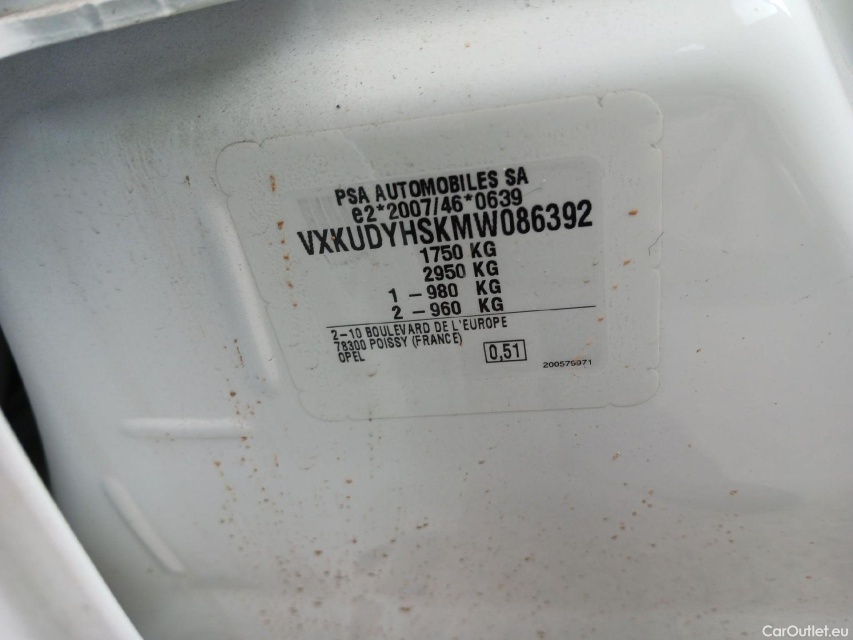 PSA AUTOMOBILES SA
e2*2007/46*0639
VXKUDYHSKMW086392
1750 KG
2950 KG
1 - 980 KG
2 - 960 KG
2-10 BOULEVARD DE L'EUROPE
78300 POISSY (FRANCE)
OPEL
0,51
200576971
CarOutlet.eu